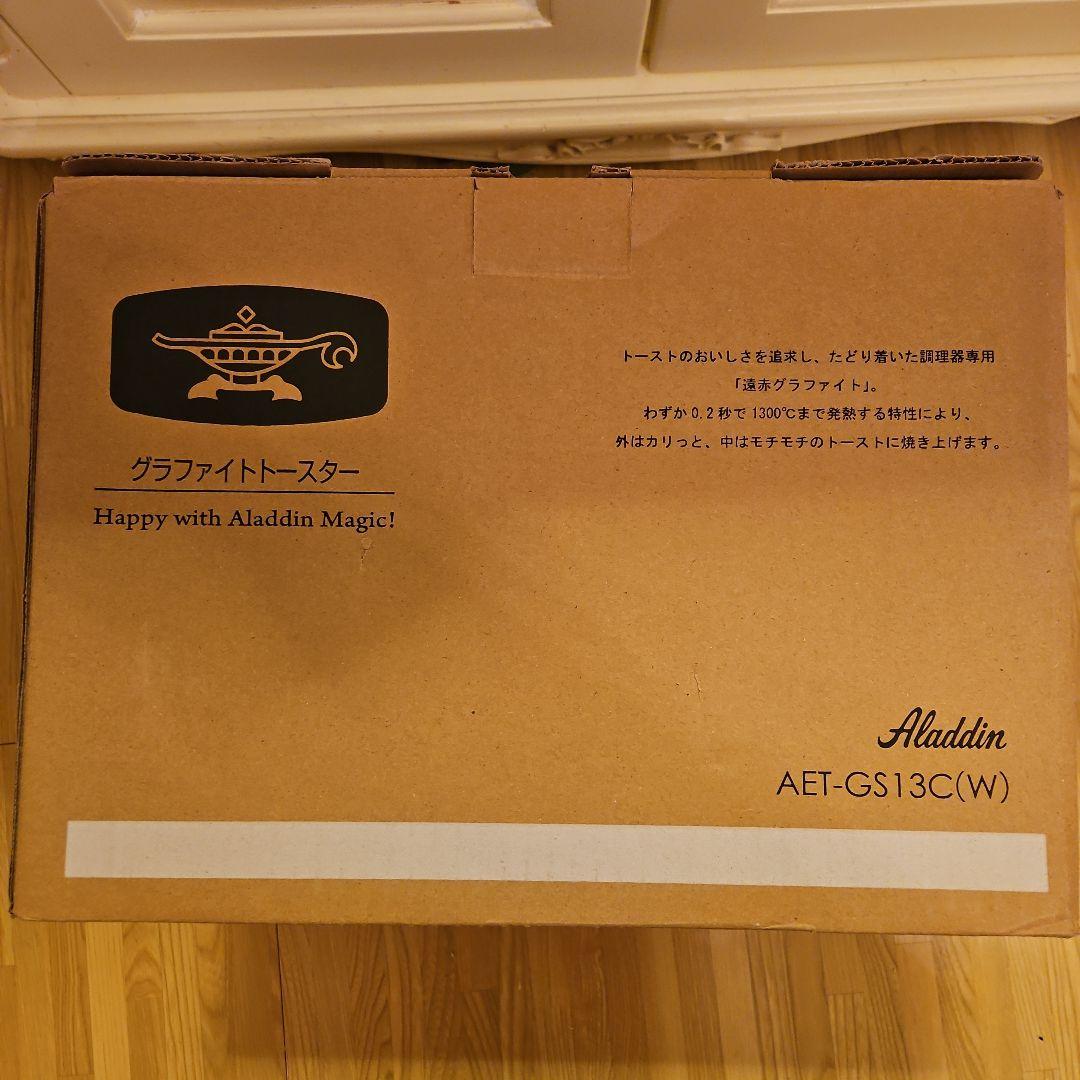 グラファイトトースター
Happy with Aladdin Magic!
トーストのおいしさを追求し、たどり着いた調理器専用
「遠赤グラファイト」。
わずか0.2秒で1300℃まで発熱する特性により、
外はカリっと、中はモチモチのトーストに焼き上げます。
Aladdin
AET-GS13C(W)